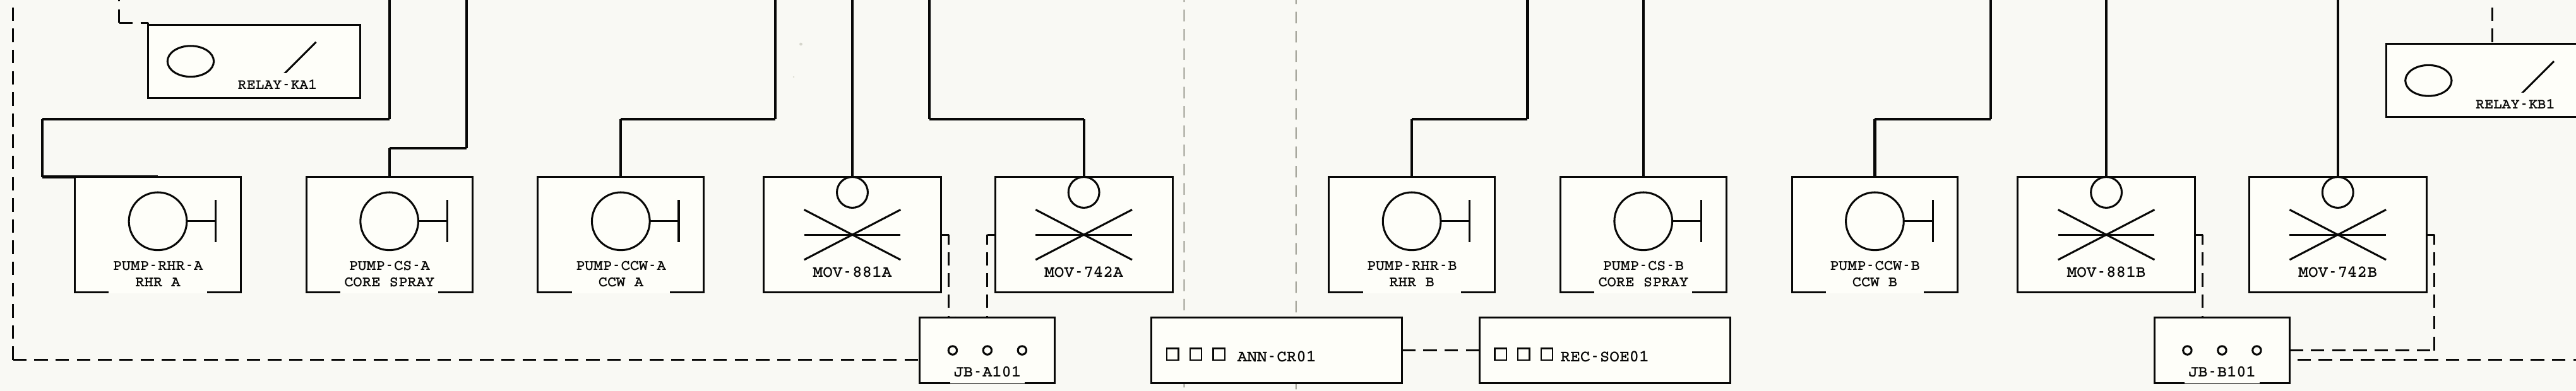 RELAY-KA1
RELAY-KB1
PUMP-RHR-A
RHR A
PUMP-CS-A
CORE SPRAY
PUMP-CCW-A
CCW A
MOV-881A
MOV-742A
PUMP-RHR-B
RHR B
PUMP-CS-B
CORE SPRAY
PUMP-CCW-B
CCW B
MOV-881B
MOV-742B
JB-A101
ANN-CR01
REC-SOE01
JB-B101